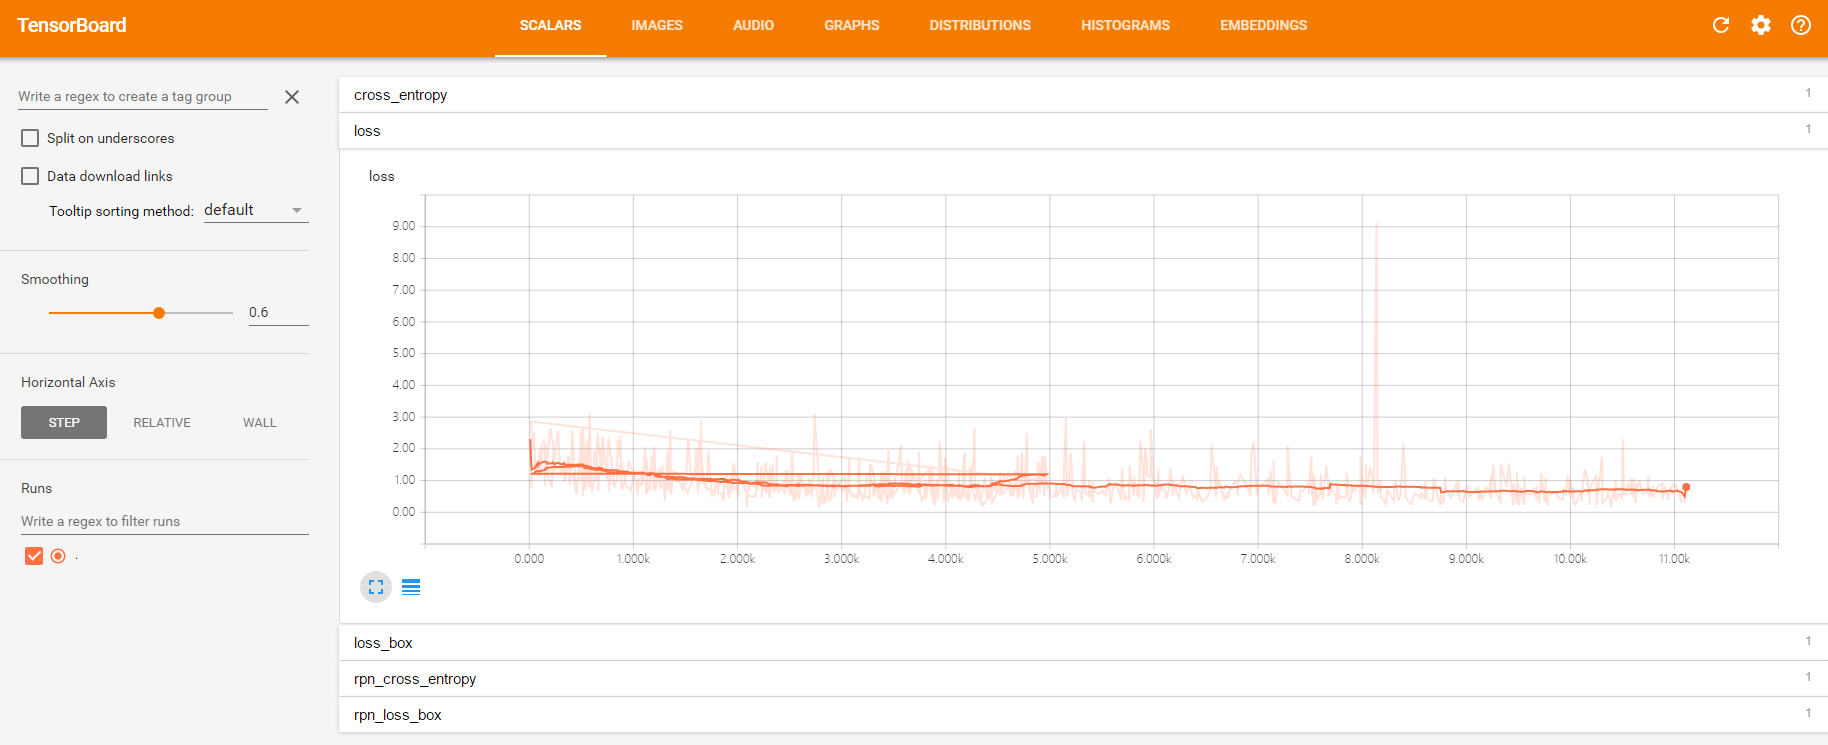 TensorBoard
SCALARS IMAGES AUDIO GRAPHS DISTRIBUTIONS HISTOGRAMS EMBEDDINGS
Write a regex to create a tag group
Split on underscores
Data download links
Tooltip sorting method: default
Smoothing
0.6
Horizontal Axis
STEP RELATIVE WALL
Runs
Write a regex to filter runs
.
cross_entropy 1
loss 1
loss
9.00
8.00
7.00
6.00
5.00
4.00
3.00
2.00
1.00
0.00
0.000 1.000k 2.000k 3.000k 4.000k 5.000k 6.000k 7.000k 8.000k 9.000k 10.00k 11.00k
loss_box 1
rpn_cross_entropy 1
rpn_loss_box 1